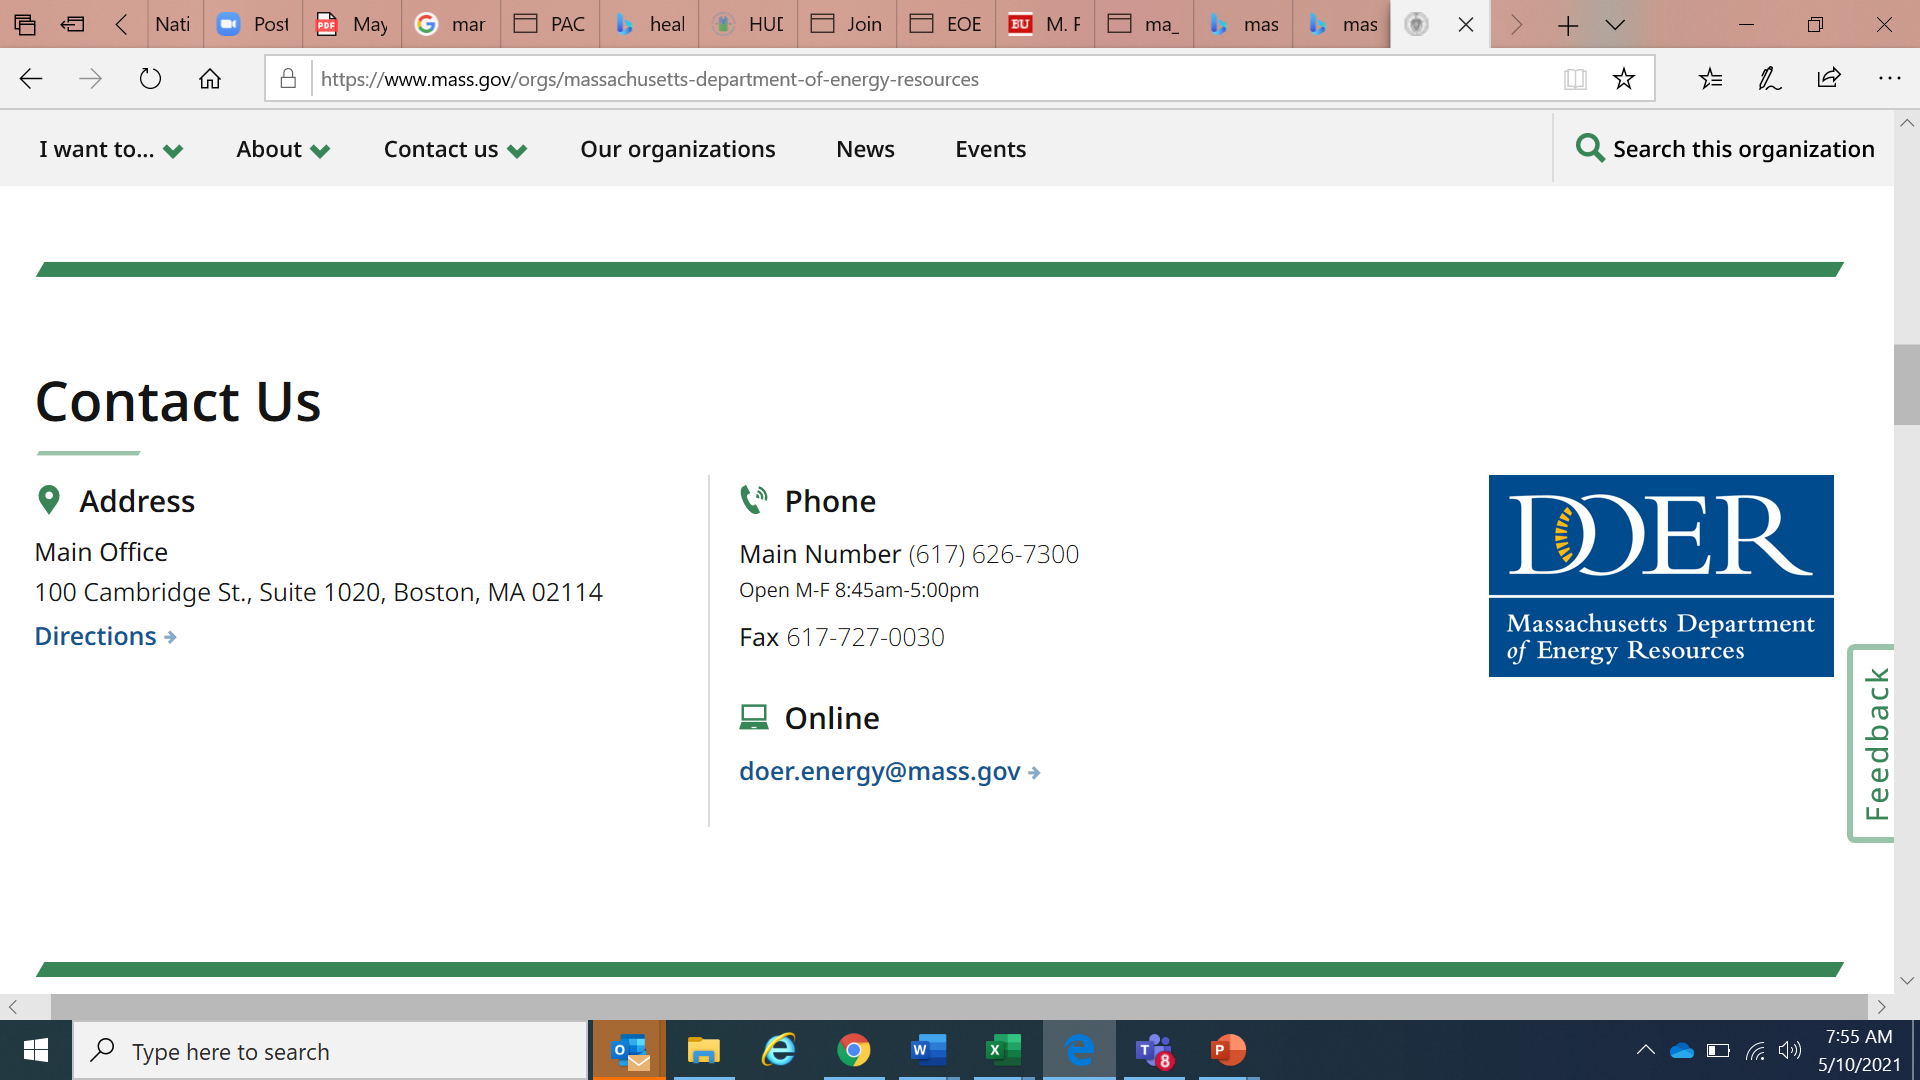 Nati
Post
PDF
May
mar
PAC
heal
HUD
Join
EOE
BU
M. F
ma_
mas
mas
https://www.mass.gov/orgs/massachusetts-department-of-energy-resources
I want to...
About
Contact us
Our organizations
News
Events
Search this organization
Contact Us
Address
Main Office
100 Cambridge St., Suite 1020, Boston, MA 02114
Directions
Phone
Main Number (617) 626-7300
Open M-F 8:45am-5:00pm
Fax 617-727-0030
Online
doer.energy@mass.gov
DOER
Massachusetts Department
of Energy Resources
Feedback
Type here to search
8
7:55 AM
5/10/2021